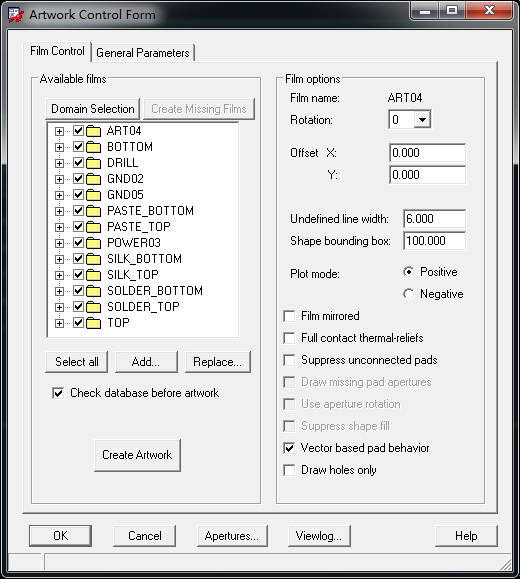 Artwork Control Form
Film Control General Parameters
Available films
Domain Selection Create Missing Films
ART04
BOTTOM
DRILL
GND02
GND05
PASTE_BOTTOM
PASTE_TOP
POWER03
SILK_BOTTOM
SILK_TOP
SOLDER_BOTTOM
SOLDER_TOP
TOP
Select all Add... Replace...
Check database before artwork
Create Artwork
Film options
Film name: ART04
Rotation: 0
Offset X: 0.000
Y: 0.000
Undefined line width: 6.000
Shape bounding box: 100.000
Plot mode: Positive
Negative
Film mirrored
Full contact thermal-reliefs
Suppress unconnected pads
Draw missing pad apertures
Use aperture rotation
Suppress shape fill
Vector based pad behavior
Draw holes only
OK Cancel Apertures... Viewlog... Help